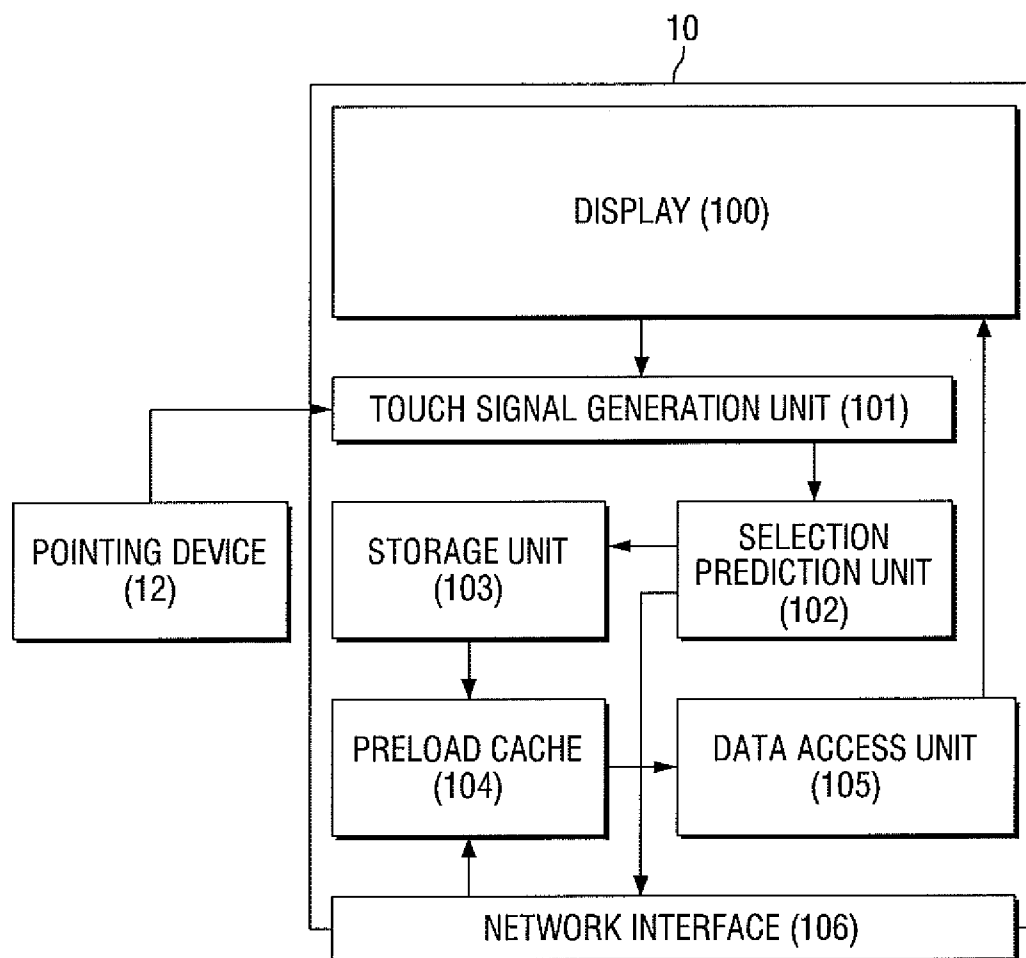 10
DISPLAY (100)
TOUCH SIGNAL GENERATION UNIT (101)
POINTING DEVICE
(12)
STORAGE UNIT
(103)
SELECTION
PREDICTION UNIT
(102)
PRELOAD CACHE
(104)
DATA ACCESS UNIT
(105)
NETWORK INTERFACE (106)